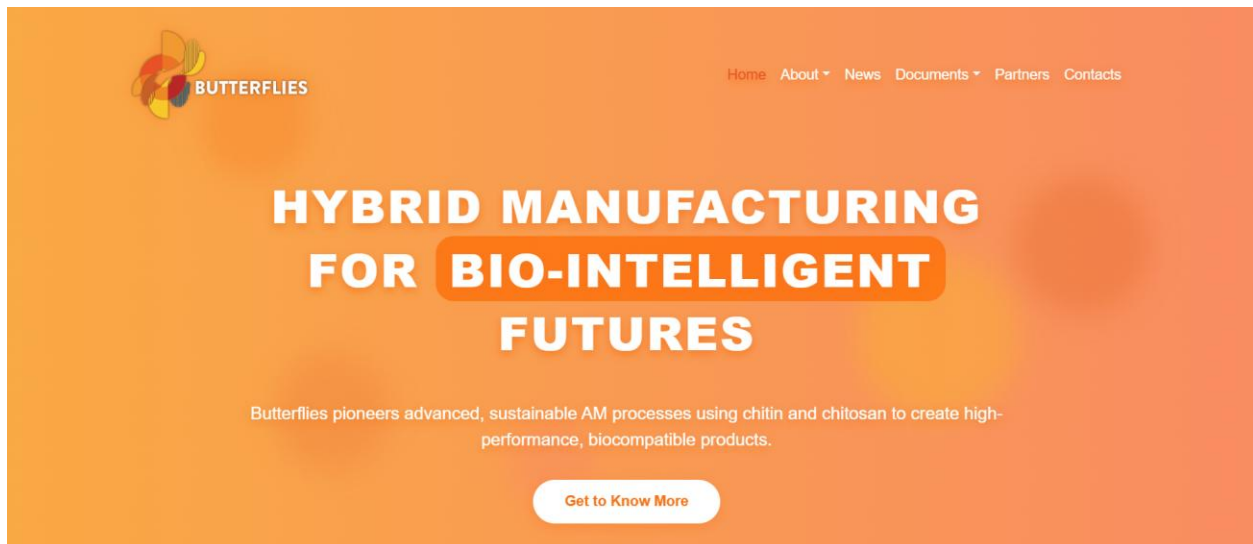 BUTTERFLIES
Home About News Documents Partners Contacts
HYBRID MANUFACTURING
FOR BIO-INTELLIGENT
FUTURES
Butterflies pioneers advanced, sustainable AM processes using chitin and chitosan to create high-
performance, biocompatible products.
Get to Know More